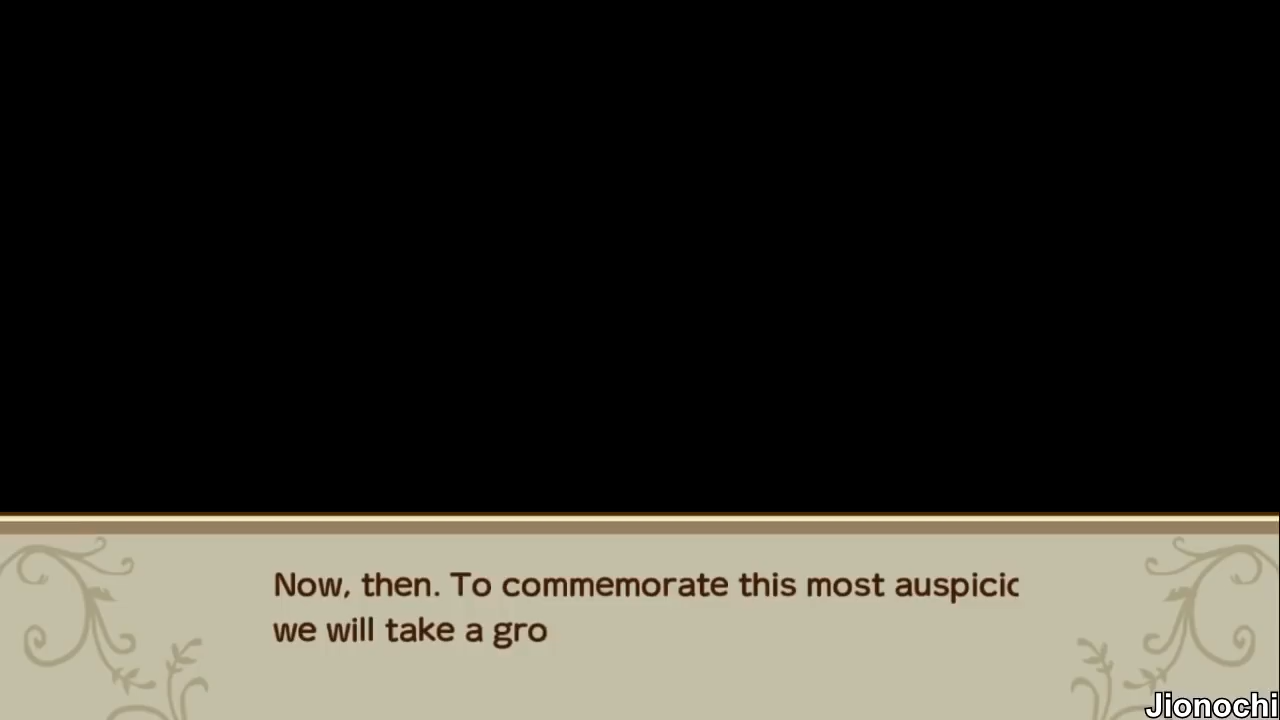 Now, then. To commemorate this most auspicic
we will take a gro
Jionochi